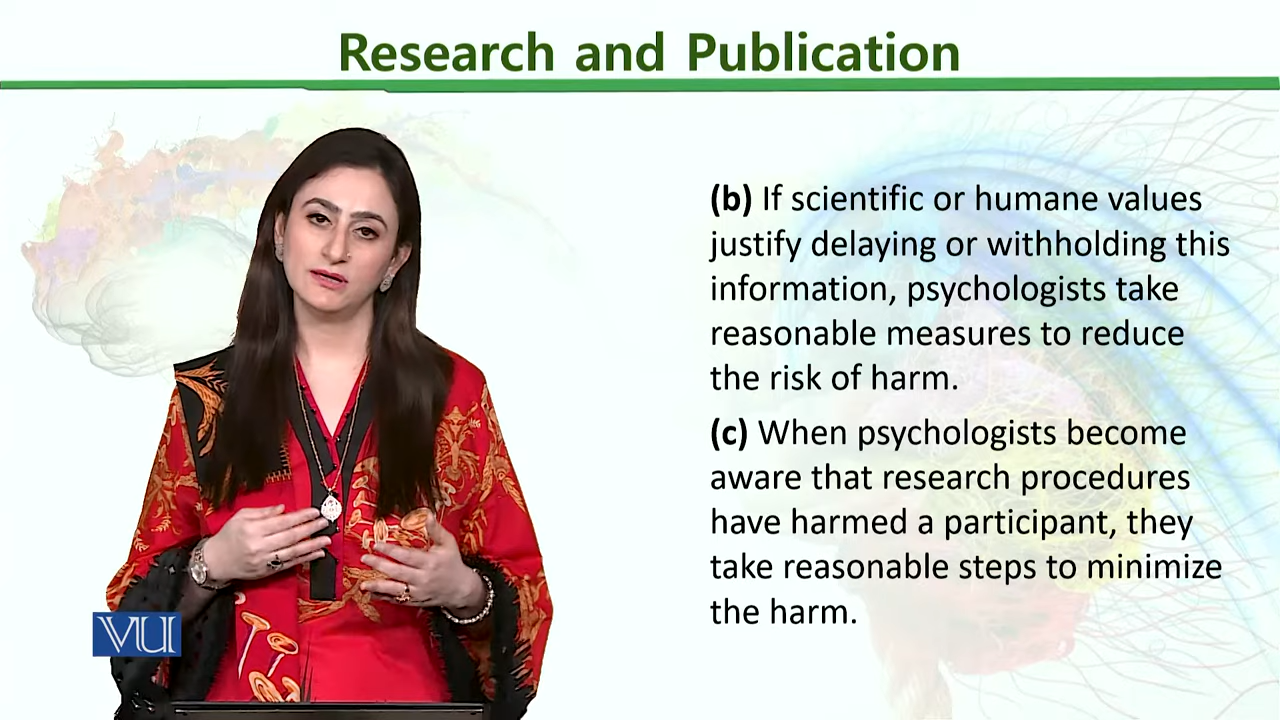 Research and Publication
(b) If scientific or humane values
justify delaying or withholding this
information, psychologists take
reasonable measures to reduce
the risk of harm.
(c) When psychologists become
aware that research procedures
have harmed a participant, they
take reasonable steps to minimize
the harm.
VU